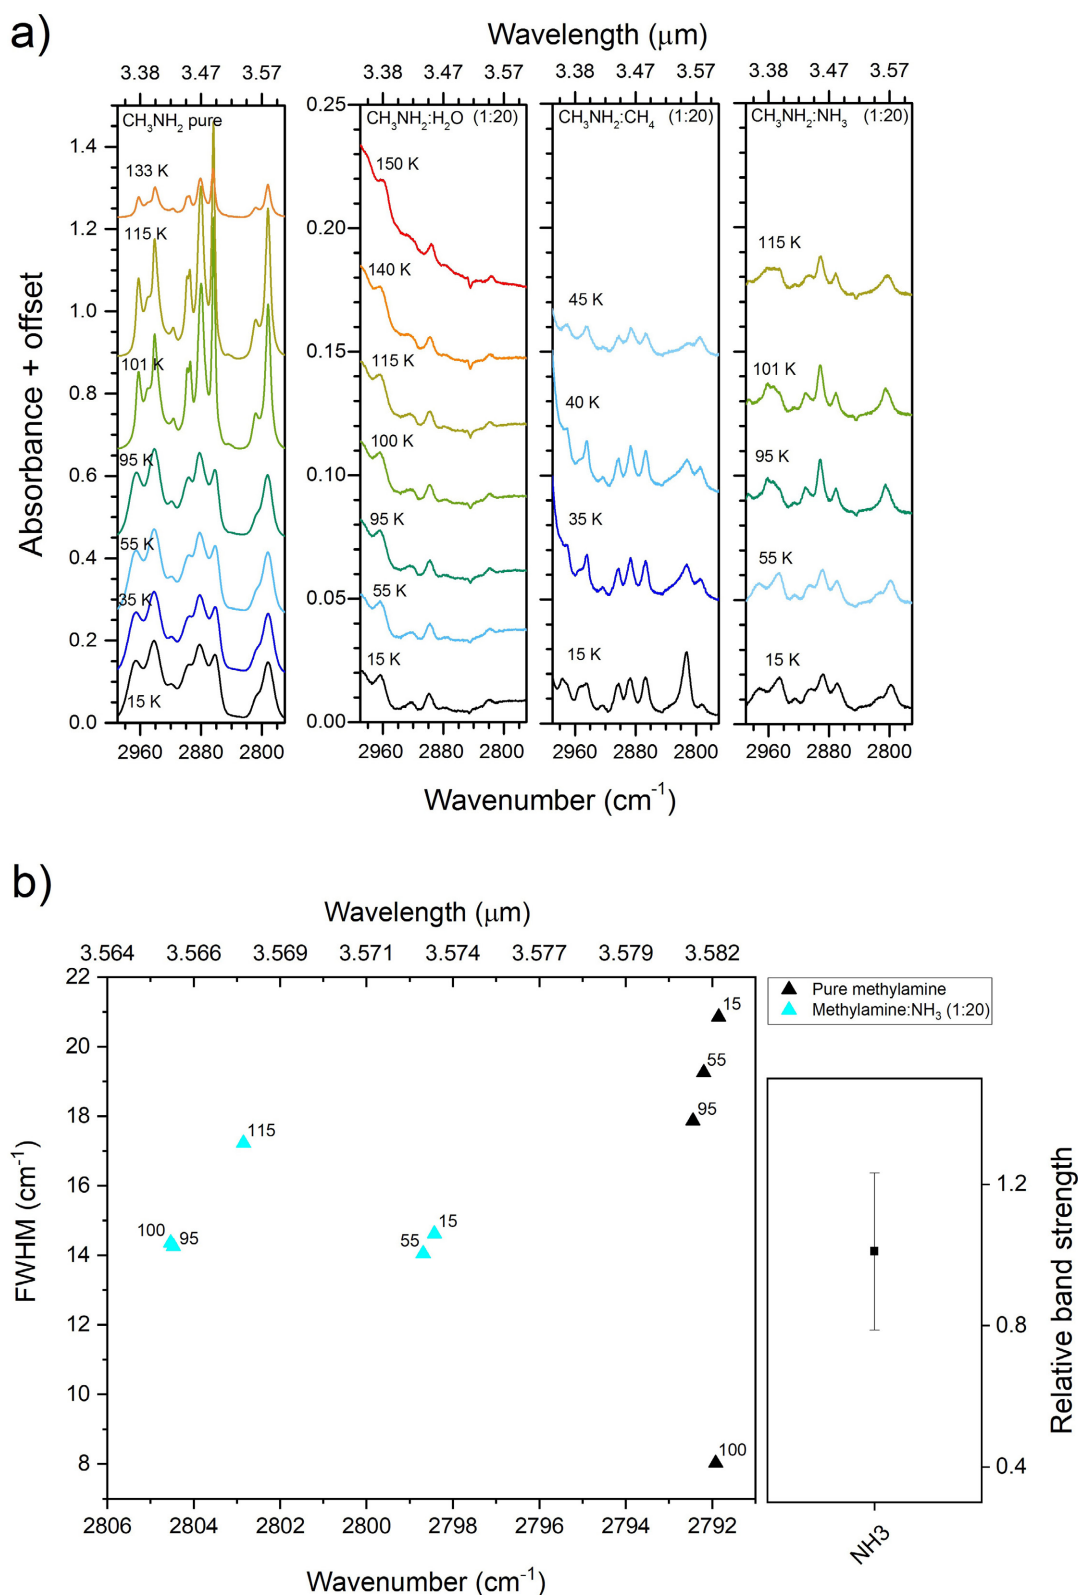 a)
Wavelength (μm)
3.38 3.47 3.57 3.38 3.47 3.57 3.38 3.47 3.57 3.38 3.47 3.57
CH₃NH₂ pure
1.4
1.2
1.0
0.8
0.6
0.4
0.2
0.0
Absorbance + offset
133 K
115 K
101 K
95 K
55 K
35 K
15 K
2960 2880 2800
CH₃NH₂:H₂O (1:20)
0.25
0.20
0.15
0.10
0.05
0.00
150 K
140 K
115 K
100 K
95 K
55 K
15 K
2960 2880 2800
CH₃NH₂:CH₄ (1:20)
45 K
40 K
35 K
15 K
2960 2880 2800
CH₃NH₂:NH₃ (1:20)
115 K
101 K
95 K
55 K
15 K
2960 2880 2800
Wavenumber (cm⁻¹)
b)
Wavelength (μm)
3.564 3.566 3.569 3.571 3.574 3.577 3.579 3.582
22
20
18
16
14
12
10
8
FWHM (cm⁻¹)
15
55
95
115
100
95
15
55
100
2806 2804 2802 2800 2798 2796 2794 2792
Wavenumber (cm⁻¹)
Pure methylamine
Methylamine:NH₃ (1:20)
1.2
0.8
0.4
Relative band strength
NH3